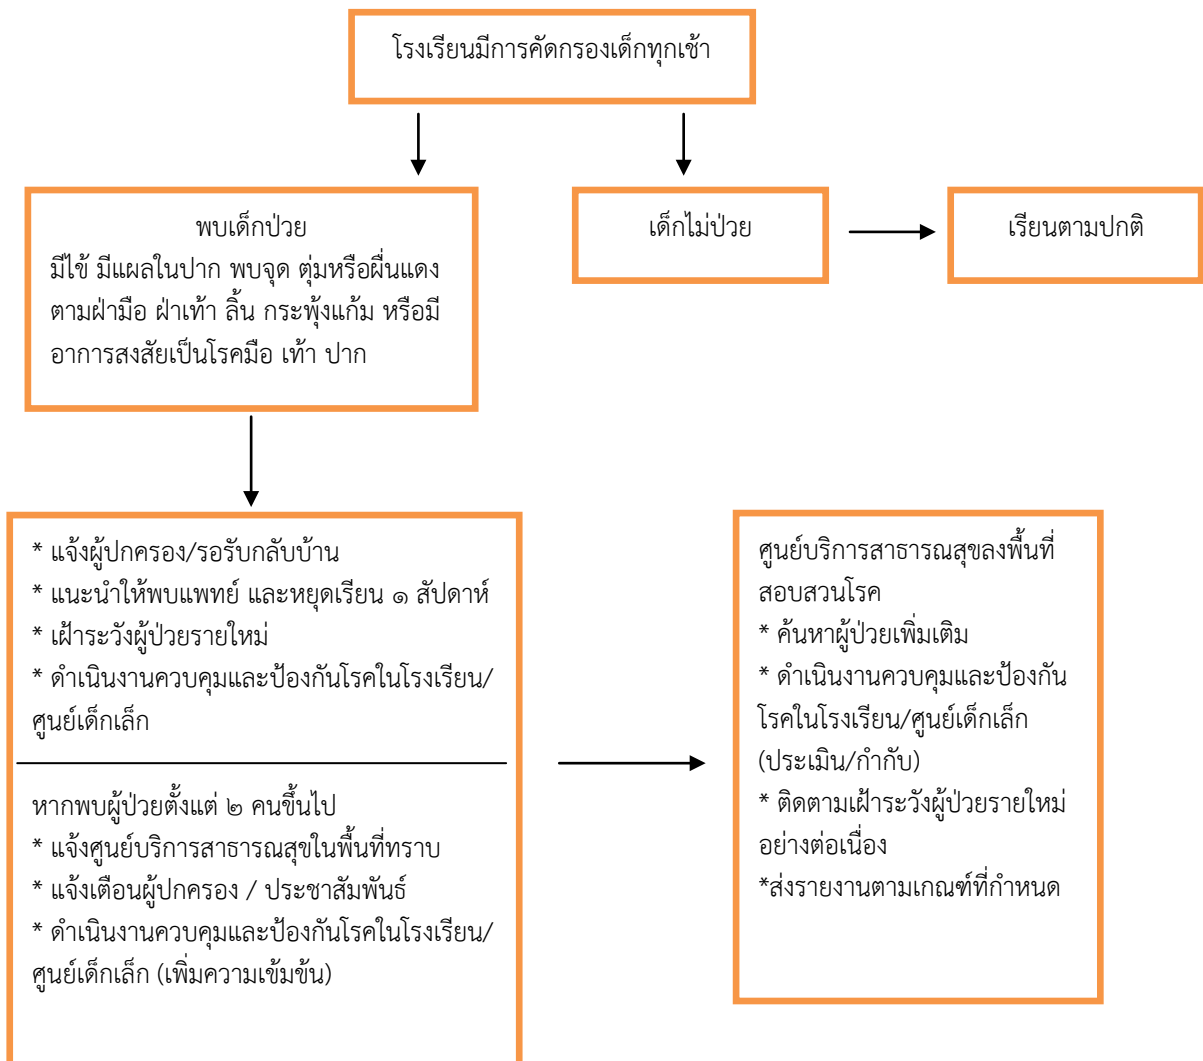 โรงเรียนมีการคัดกรองเด็กทุกเช้า
พบเด็กป่วย
มีไข้ มีแผลในปาก พบจุด ตุ่มหรือผื่นแดง
ตามฝ่ามือ ฝ่าเท้า ลิ้น กระพุ้งแก้ม หรือมี
อาการสงสัยเป็นโรคมือ เท้า ปาก
เด็กไม่ป่วย
เรียนตามปกติ
* แจ้งผู้ปกครอง/รอรับกลับบ้าน
* แนะนำให้พบแพทย์ และหยุดเรียน ๑ สัปดาห์
* เฝ้าระวังผู้ป่วยรายใหม่
* ดำเนินงานควบคุมและป้องกันโรคในโรงเรียน/
ศูนย์เด็กเล็ก
หากพบผู้ป่วยตั้งแต่ ๒ คนขึ้นไป
* แจ้งศูนย์บริการสาธารณสุขในพื้นที่ทราบ
* แจ้งเตือนผู้ปกครอง / ประชาสัมพันธ์
* ดำเนินงานควบคุมและป้องกันโรคในโรงเรียน/
ศูนย์เด็กเล็ก (เพิ่มความเข้มข้น)
ศูนย์บริการสาธารณสุขลงพื้นที่
สอบสวนโรค
* ค้นหาผู้ป่วยเพิ่มเติม
* ดำเนินงานควบคุมและป้องกัน
โรคในโรงเรียน/ศูนย์เด็กเล็ก
(ประเมิน/กำกับ)
* ติดตามเฝ้าระวังผู้ป่วยรายใหม่
อย่างต่อเนื่อง
*ส่งรายงานตามเกณฑ์ที่กำหนด